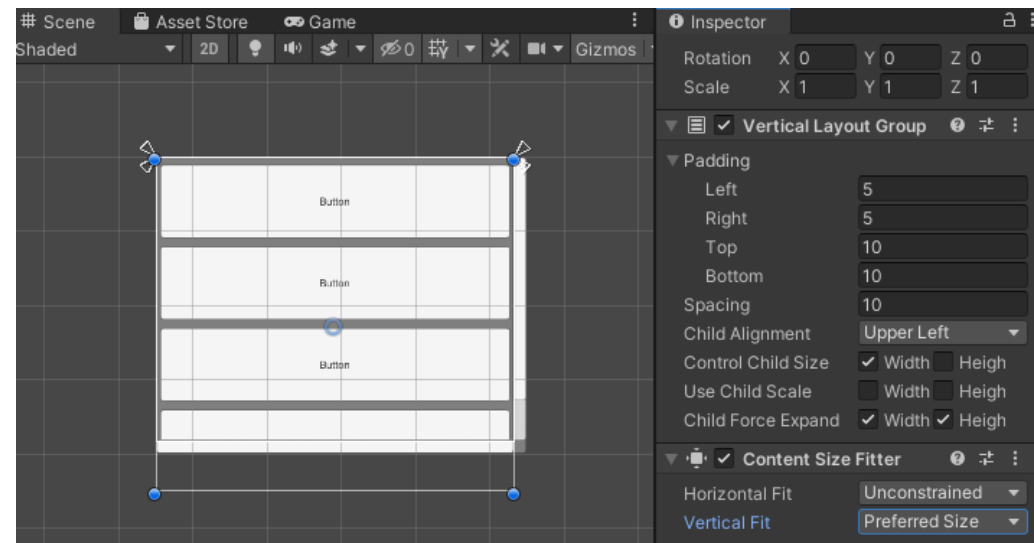 # Scene Asset Store Game
Shaded 2D 0 Gizmos
Button
Button
Button
Inspector
Rotation X 0 Y 0 Z 0
Scale X 1 Y 1 Z 1
Vertical Layout Group
Padding
Left 5
Right 5
Top 10
Bottom 10
Spacing 10
Child Alignment Upper Left
Control Child Size Width Heigh
Use Child Scale Width Heigh
Child Force Expand Width Heigh
Content Size Fitter
Horizontal Fit Unconstrained
Vertical Fit Preferred Size